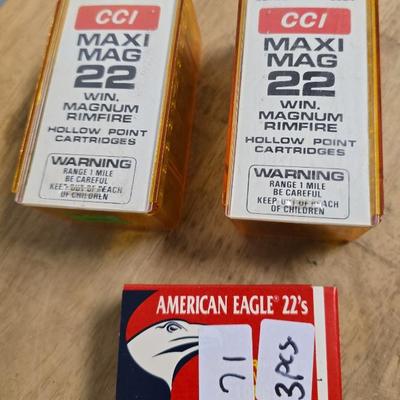 CCI
MAXI
MAG
22
WIN.
MAGNUM
RIMFIRE
HOLLOW POINT
CARTRIDGES
WARNING
RANGE 1 MILE
BE CAREFUL
KEEP OUT OF REACH
OF CHILDREN
CCI
MAXI
MAG
22
WIN.
MAGNUM
RIMFIRE
HOLLOW POINT
CARTRIDGES
WARNING
RANGE 1 MILE
BE CAREFUL
KEEP OUT OF REACH
OF CHILDREN
AMERICAN EAGLE® 22's
71
3pcs.